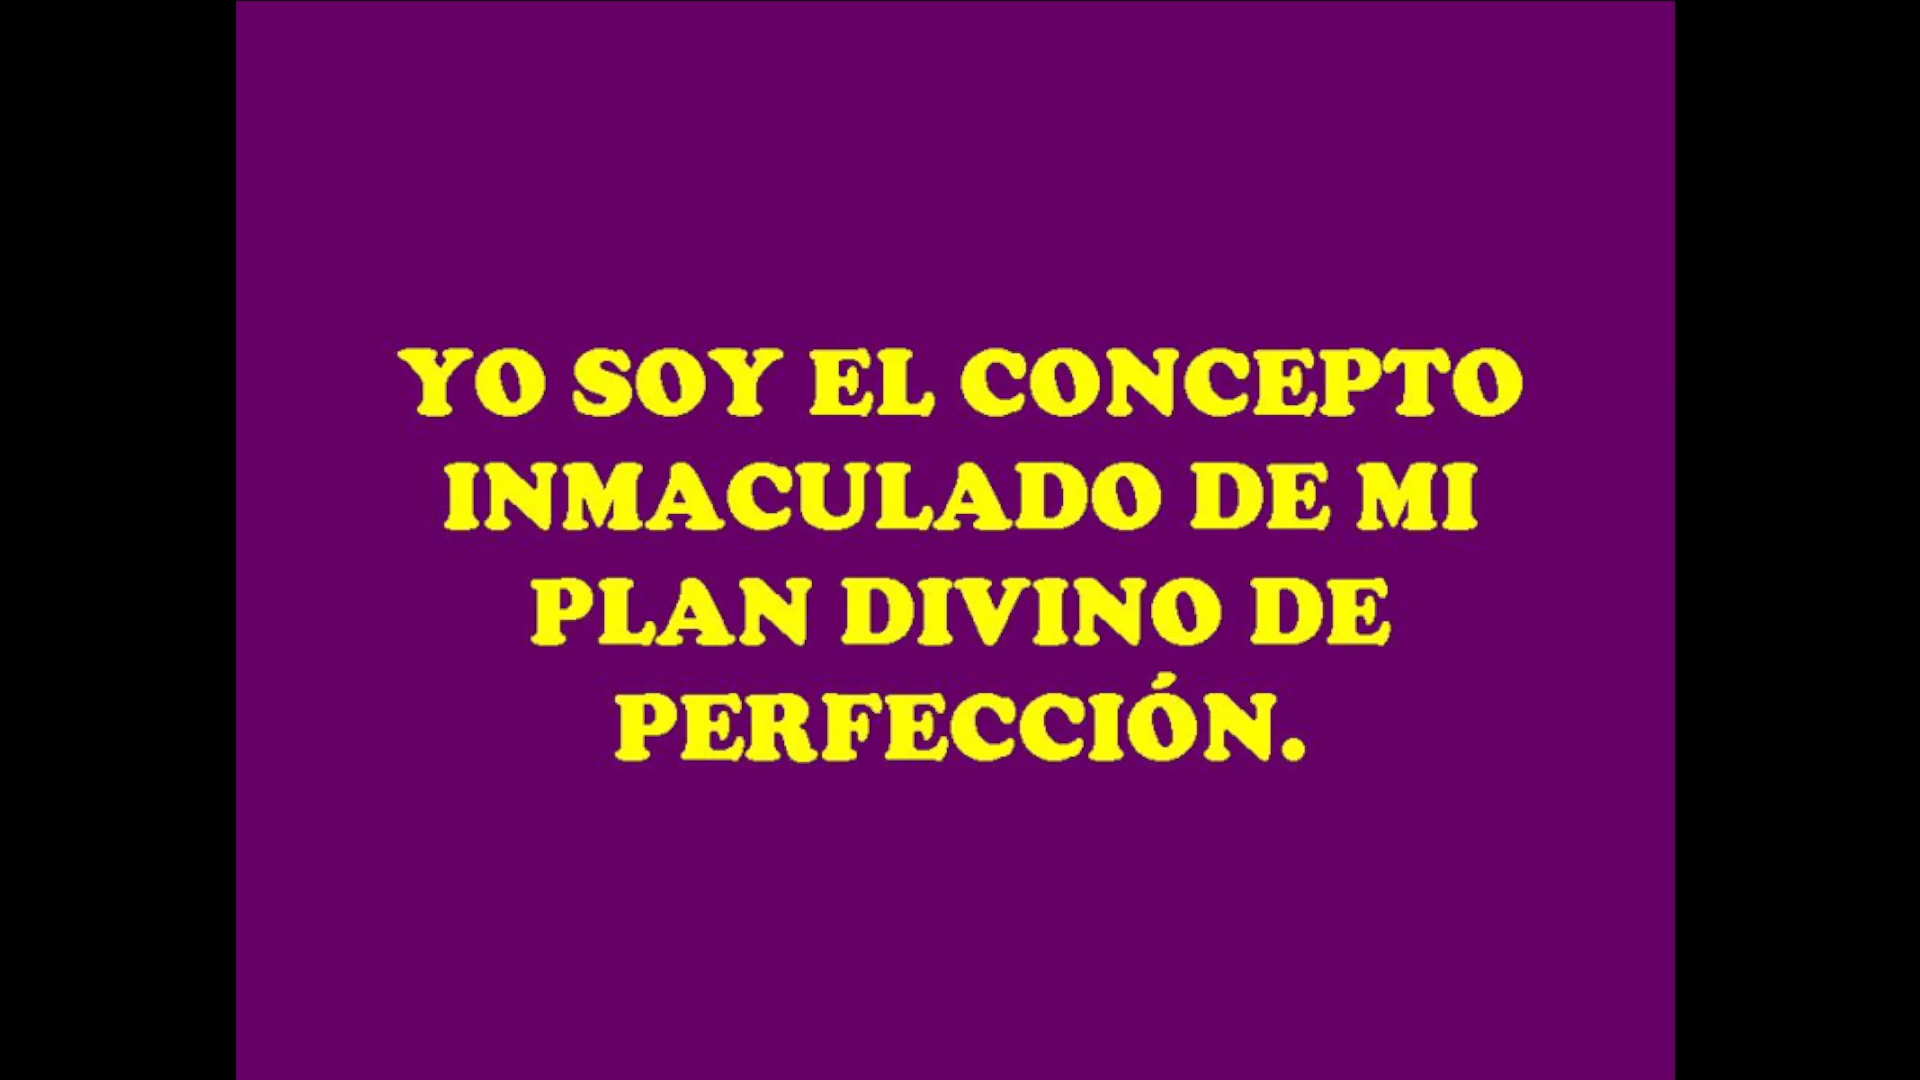 YO SOY EL CONCEPTO
INMACULADO DE MI
PLAN DIVINO DE
PERFECCIÓN.